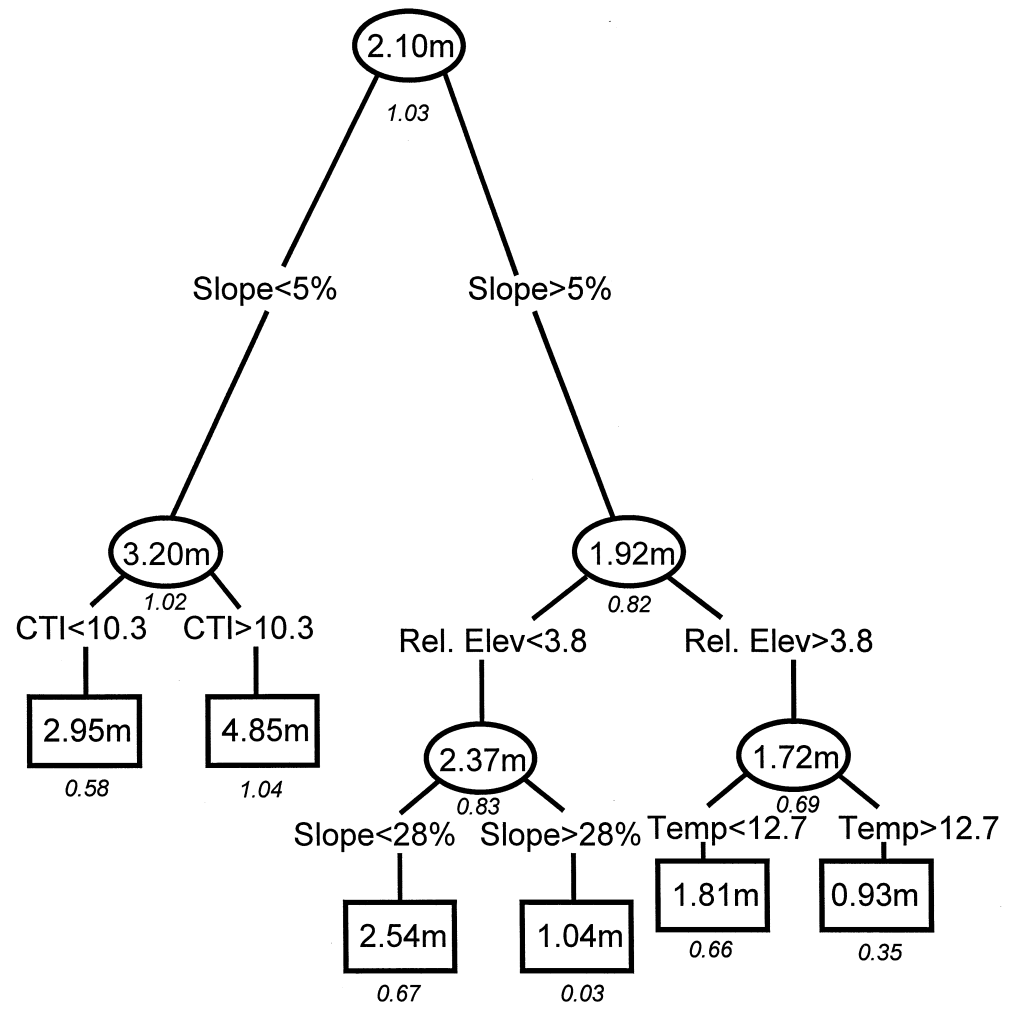 2.10m
1.03
Slope<5% Slope>5%
3.20m 1.92m
1.02 0.82
CTI<10.3 CTI>10.3 Rel. Elev<3.8 Rel. Elev>3.8
2.95m 4.85m 2.37m 1.72m
0.58 1.04 0.83 0.69
Slope<28% Slope>28% Temp<12.7 Temp>12.7
2.54m 1.04m 1.81m 0.93m
0.67 0.03 0.66 0.35